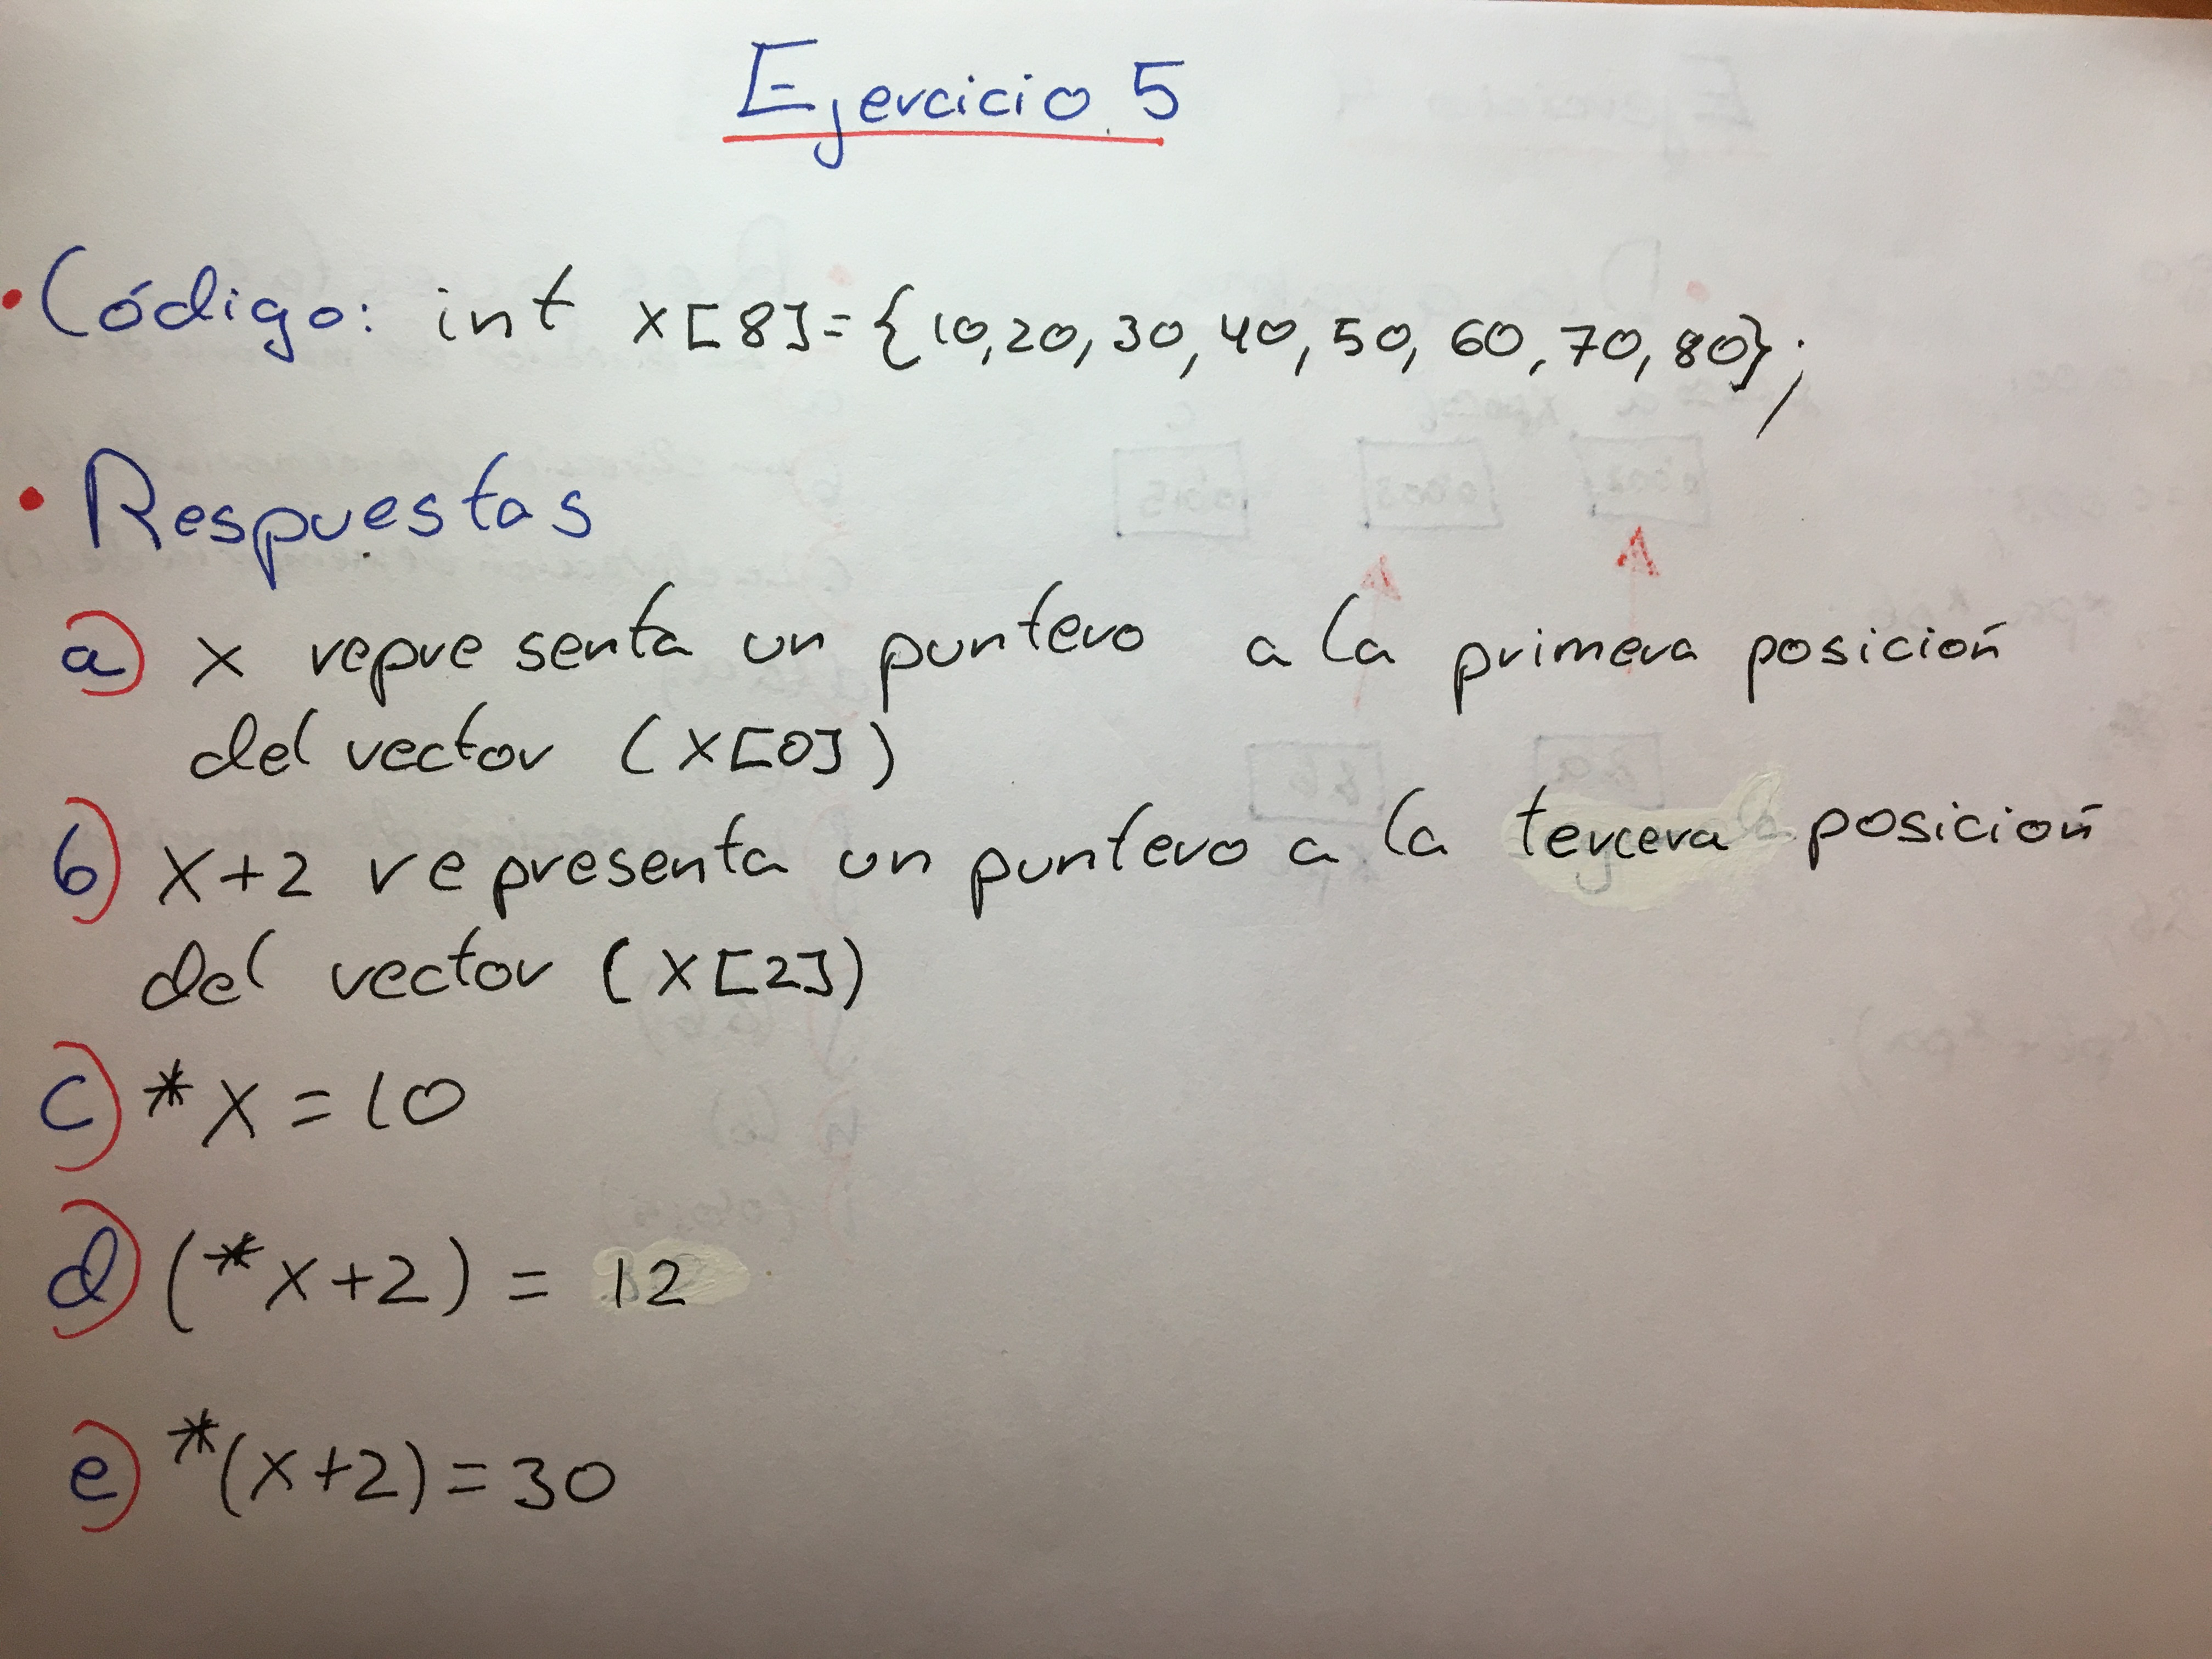 Ejercicio 5
• Código: int x[8]={10,20,30,40,50,60,70,80};
• Respuestas
a) x representa un puntero a la primera posición
del vector (x[0])
b) x+2 representa un puntero a la tercera posición
del vector (x[2])
c) *x=10
d) (*x+2) = 12
e) *(x+2)=30